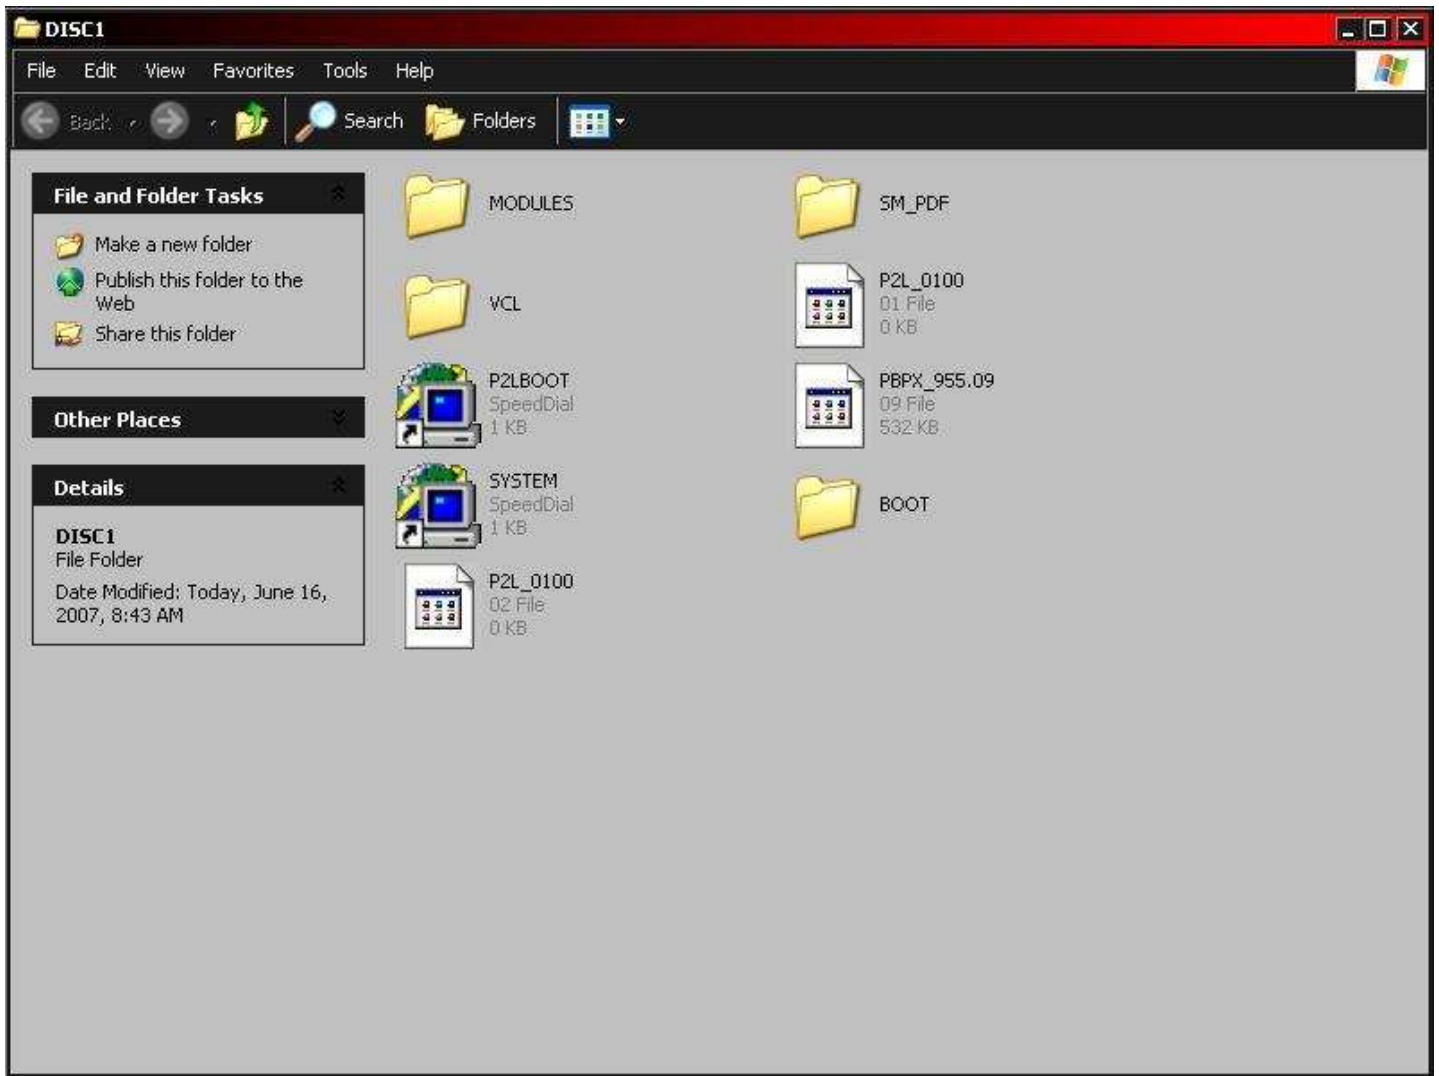 DISC1
File Edit View Favorites Tools Help
Back Search Folders
File and Folder Tasks
Make a new folder
Publish this folder to the
Web
Share this folder
Other Places
Details
DISC1
File Folder
Date Modified: Today, June 16,
2007, 8:43 AM
MODULES
SM_PDF
VCL
P2L_0100
01 File
0 KB
P2LBOOT
SpeedDial
1 KB
PBPX_955.09
09 File
532 KB
SYSTEM
SpeedDial
1 KB
BOOT
P2L_0100
02 File
0 KB